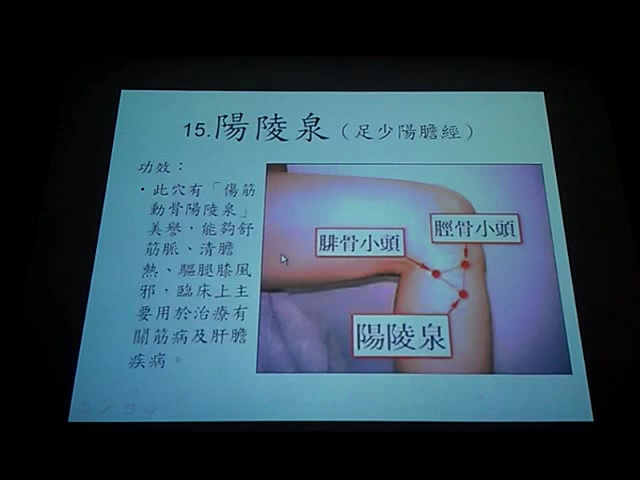 15.陽陵泉（足少陽膽經）
功效：
•此穴有「傷筋
動骨陽陵泉」
美譽，能夠舒
筋脈、清膽
熱、驅腿膝風
邪，臨床上主
要用於治療有
關筋病及肝膽
疾病。
腓骨小頭
脛骨小頭
陽陵泉